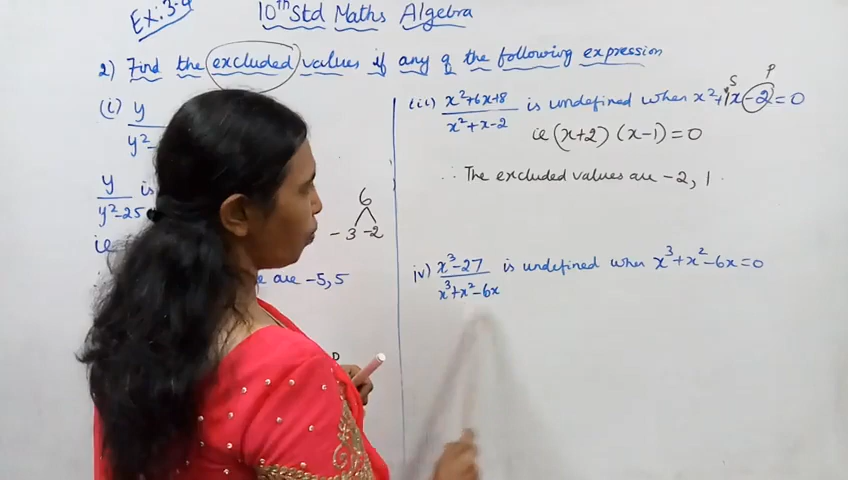 Ex: 3.4
10th Std Maths Algebra
2) Find the excluded values if any of the following expression
(i) y
y²-
y is
y²-25
ie
e are -5, 5
6
-3 -2
(iii) x²+6x+8 is undefined when x²+1x-2=0
x²+x-2
S P
ie (x+2) (x-1)=0
∴ The excluded values are -2, 1.
iv) x³-27 is undefined when x³+x²-6x=0
x³+x²-6x